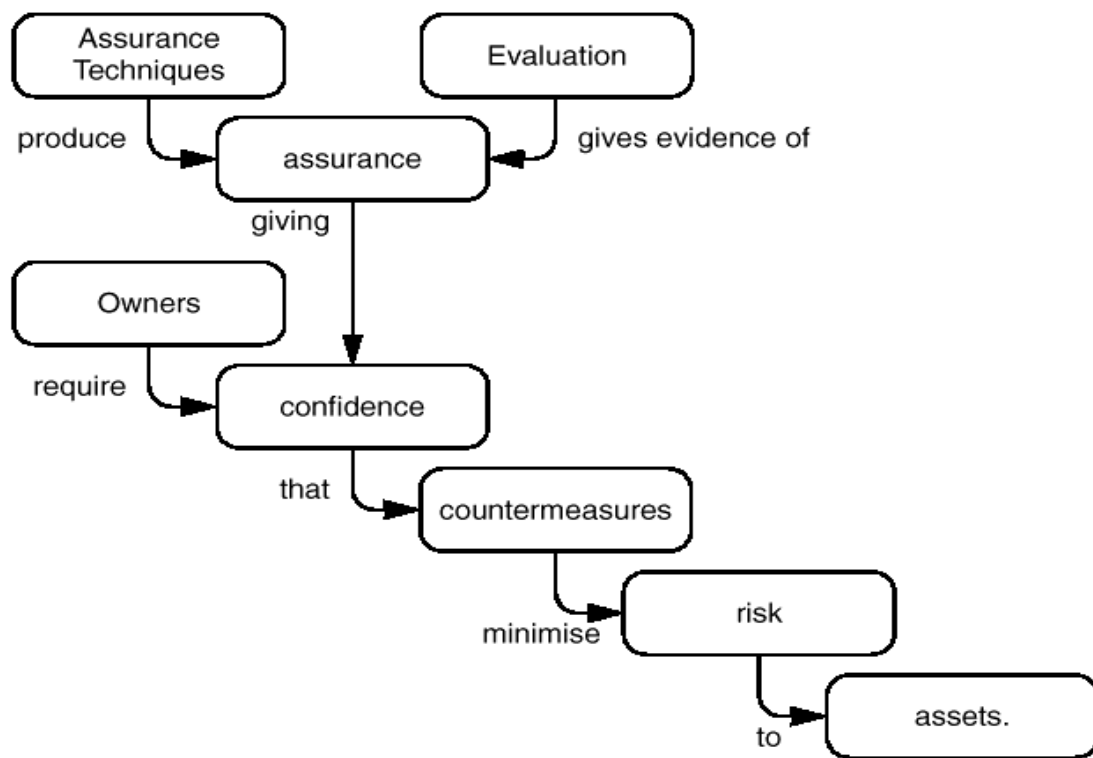 Assurance
Techniques
Evaluation
produce
gives evidence of
assurance
giving
Owners
require
confidence
that
countermeasures
minimise
risk
to
assets.